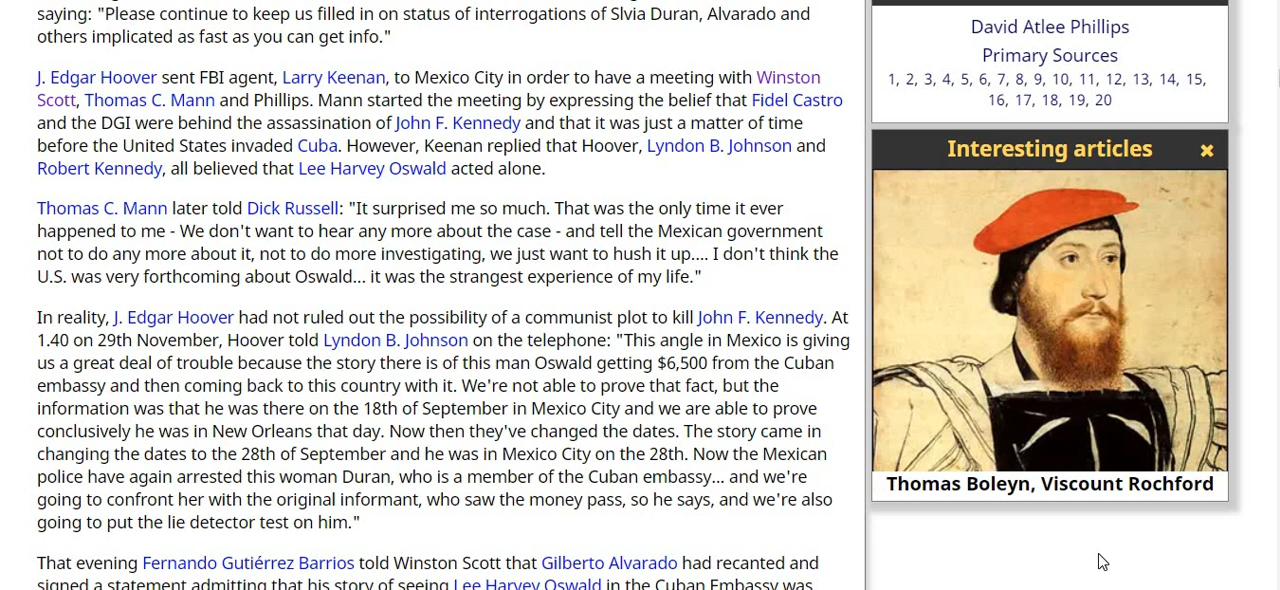 saying: "Please continue to keep us filled in on status of interrogations of Slvia Duran, Alvarado and
others implicated as fast as you can get info."
J. Edgar Hoover sent FBI agent, Larry Keenan, to Mexico City in order to have a meeting with Winston
Scott, Thomas C. Mann and Phillips. Mann started the meeting by expressing the belief that Fidel Castro
and the DGI were behind the assassination of John F. Kennedy and that it was just a matter of time
before the United States invaded Cuba. However, Keenan replied that Hoover, Lyndon B. Johnson and
Robert Kennedy, all believed that Lee Harvey Oswald acted alone.
Thomas C. Mann later told Dick Russell: "It surprised me so much. That was the only time it ever
happened to me - We don't want to hear any more about the case - and tell the Mexican government
not to do any more about it, not to do more investigating, we just want to hush it up.... I don't think the
U.S. was very forthcoming about Oswald... it was the strangest experience of my life."
In reality, J. Edgar Hoover had not ruled out the possibility of a communist plot to kill John F. Kennedy. At
1.40 on 29th November, Hoover told Lyndon B. Johnson on the telephone: "This angle in Mexico is giving
us a great deal of trouble because the story there is of this man Oswald getting $6,500 from the Cuban
embassy and then coming back to this country with it. We're not able to prove that fact, but the
information was that he was there on the 18th of September in Mexico City and we are able to prove
conclusively he was in New Orleans that day. Now then they've changed the dates. The story came in
changing the dates to the 28th of September and he was in Mexico City on the 28th. Now the Mexican
police have again arrested this woman Duran, who is a member of the Cuban embassy... and we're
going to confront her with the original informant, who saw the money pass, so he says, and we're also
going to put the lie detector test on him."
That evening Fernando Gutiérrez Barrios told Winston Scott that Gilberto Alvarado had recanted and
signed a statement admitting that his story of seeing Lee Harvey Oswald in the Cuban Embassy was
David Atlee Phillips
Primary Sources
1, 2, 3, 4, 5, 6, 7, 8, 9, 10, 11, 12, 13, 14, 15,
16, 17, 18, 19, 20
Interesting articles
Thomas Boleyn, Viscount Rochford